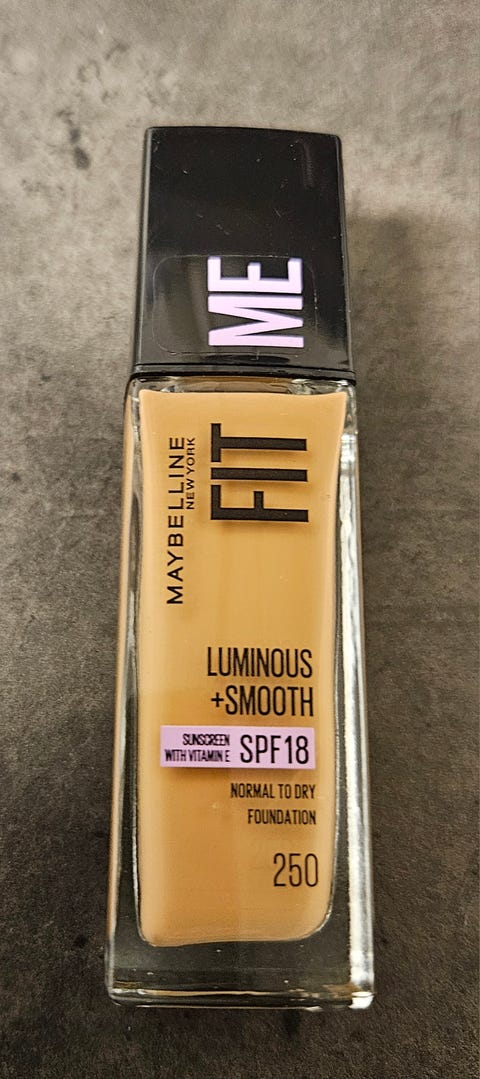 FIT
ME
MAYBELLINE
NEW YORK
LUMINOUS
+SMOOTH
SUNSCREEN
WITH VITAMIN E
SPF18
NORMAL TO DRY
FOUNDATION
250